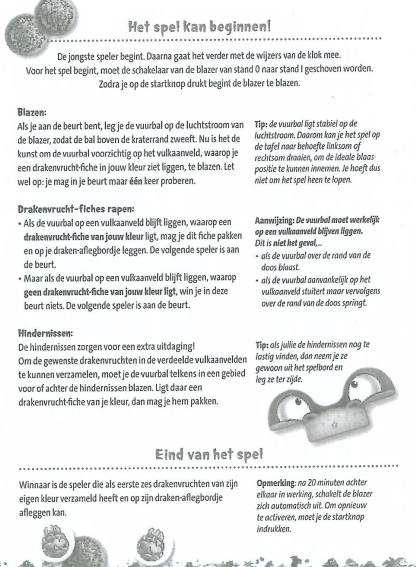 Het spel kan beginnen!
De jongste speler begint. Daarna gaat het verder met de wijzers van de klok mee.
Voor het spel begint, moet de schakelaar van de blazer van stand 0 naar stand I geschoven worden.
Zodra je op de startknop drukt begint de blazer te blazen.
Blazen:
Als je aan de beurt bent, leg je de vuurbal op de luchtstroom van
de blazer, zodat de bal boven de kraterrand zweeft. Nu is het de
kunst om de vuurbal voorzichtig op het vulkaanveld, waarop je
een drakenvrucht-fiche in jouw kleur ziet liggen, te blazen. Let
wel op: je mag in je beurt maar één keer proberen.
Tip: de vuurbal ligt stabiel op de
luchtstroom. Daarom kan je het spel op
de tafel naar behoefte linksom of
rechtsom draaien, om de ideale blaas-
positie te kunnen innemen. Je hoeft dus
niet om het spel heen te lopen.
Drakenvrucht-fiches rapen:
• Als de vuurbal op een vulkaanveld blijft liggen, waarop een
drakenvrucht-fiche van jouw kleur ligt, mag je dit fiche pakken
en op je draken-aflegbordje leggen. De volgende speler is aan
de beurt.
• Maar als de vuurbal op een vulkaanveld blijft liggen, waarop
geen drakenvrucht-fiche van jouw kleur ligt, win je in deze
beurt niets. De volgende speler is aan de beurt.
Aanwijzing: De vuurbal moet werkelijk
op een vulkaanveld blijven liggen.
Dit is niet het geval,...
• als de vuurbal over de rand van de
doos blaast.
• als de vuurbal aanvankelijk op het
vulkaanveld stuitert maar vervolgens
over de rand van de doos springt.
Hindernissen:
De hindernissen zorgen voor een extra uitdaging!
Om de gewenste drakenvruchten in de verdeelde vulkaanvelden
te kunnen verzamelen, moet je de vuurbal telkens in een gebied
voor of achter de hindernissen blazen. Ligt daar een
drakenvrucht-fiche van je kleur, dan mag je hem pakken.
Tip: als jullie de hindernissen nog te
lastig vinden, dan neem je ze
gewoon uit het spelbord en
leg ze ter zijde.
Eind van het spel
Winnaar is de speler die als eerste zes drakenvruchten van zijn
eigen kleur verzameld heeft en op zijn draken-aflegbordje
afleggen kan.
Opmerking: na 20 minuten achter
elkaar in werking, schakelt de blazer
zich automatisch uit. Om opnieuw
te activeren, moet je de startknop
indrukken.